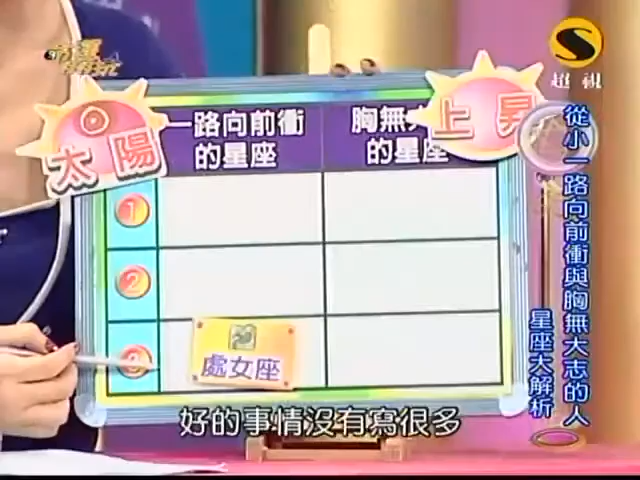 超視
太陽
上昇
一路向前衝
的星座
胸無大
的星座
1
2
3
處女座
從小一路向前衝與胸無大志的人
星座大解析
好的事情沒有寫很多